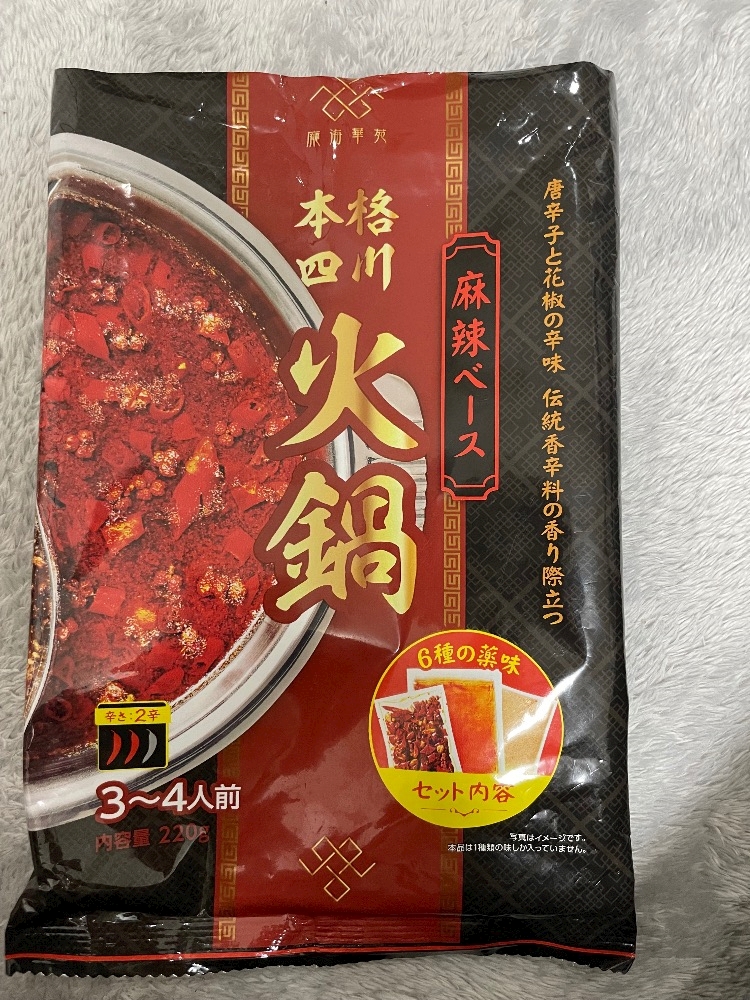 海華苑
本格
四川
火鍋
麻辣ベース
唐辛子と花椒の辛味 伝統香辛料の香り際立つ
6種の薬味
セット内容
辛さ:2辛
3〜4人前
内容量 220g
写真はイメージです。
本品は1種類の味しか入っていません。